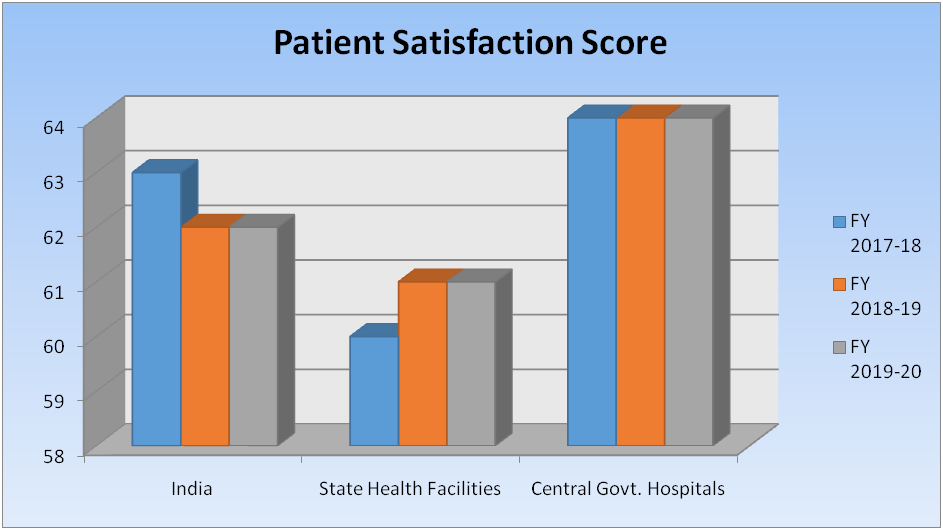 Patient Satisfaction Score
64
63
62
61
60
59
58
India
State Health Facilities
Central Govt. Hospitals
FY
2017-18
FY
2018-19
FY
2019-20